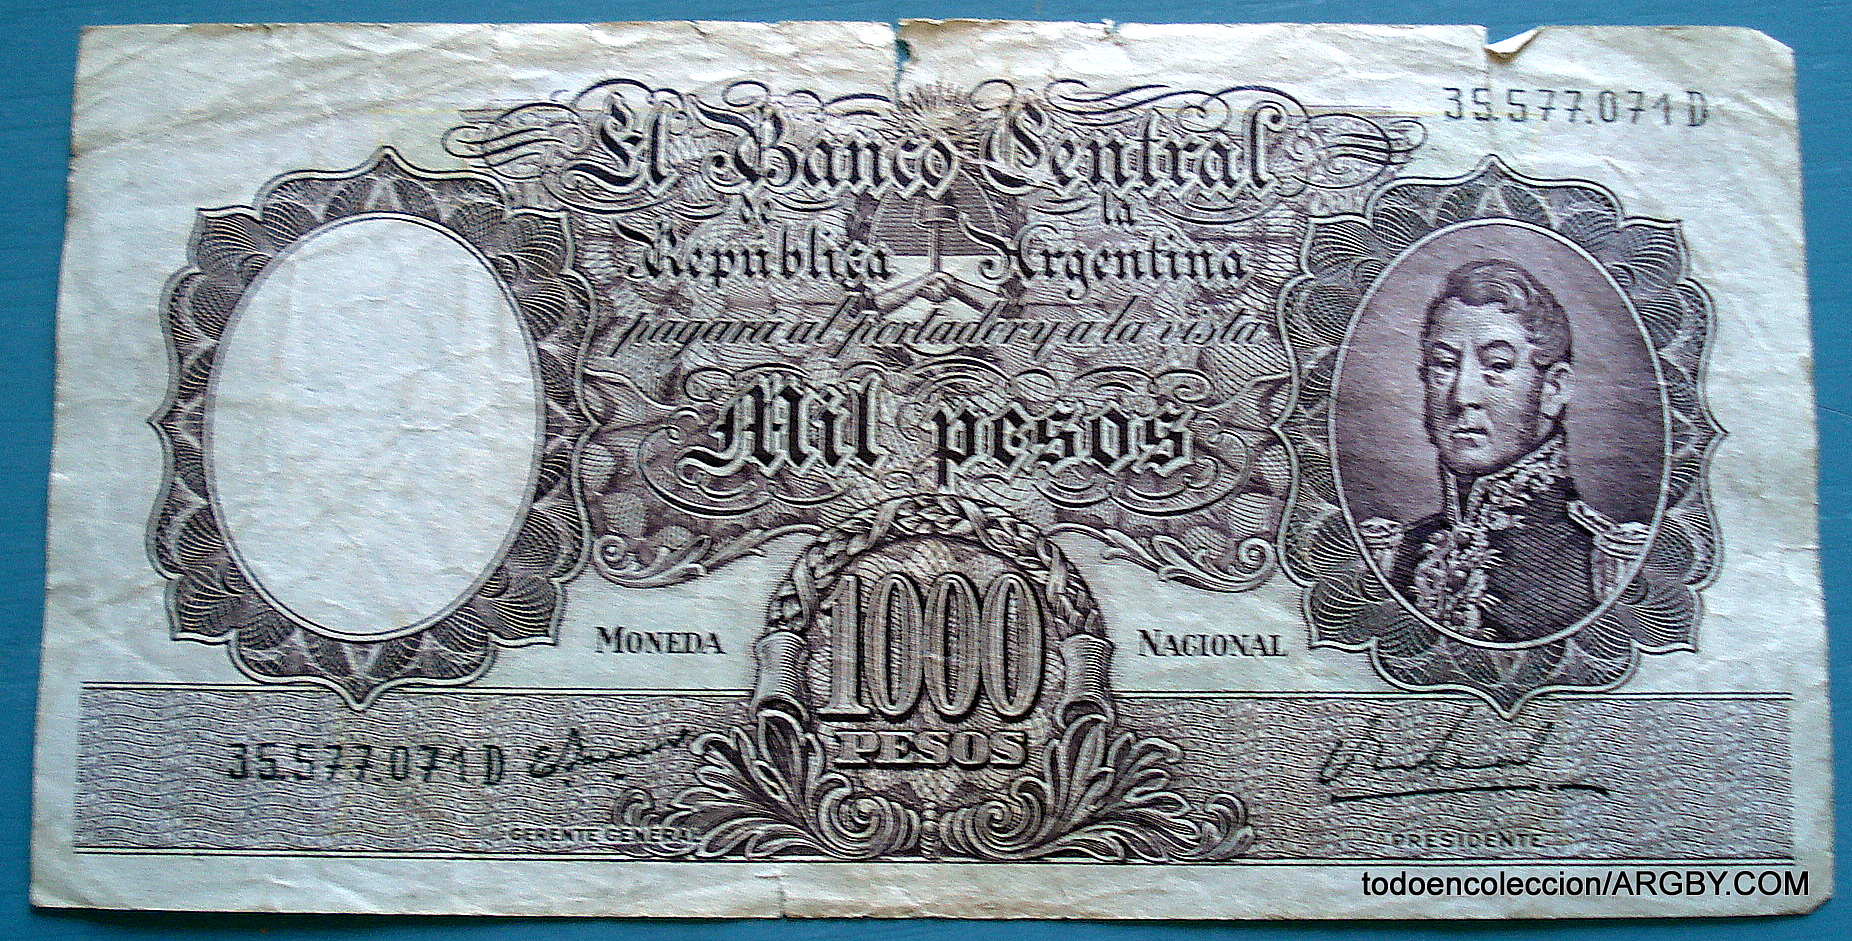 35.577.071 D
El Banco Central
de la
República Argentina
pagará al portador y a la vista
Mil pesos
MONEDA NACIONAL
1000
PESOS
35.577.071 D
GERENTE GENERAL
PRESIDENTE
todoencoleccion/ARGBY.COM